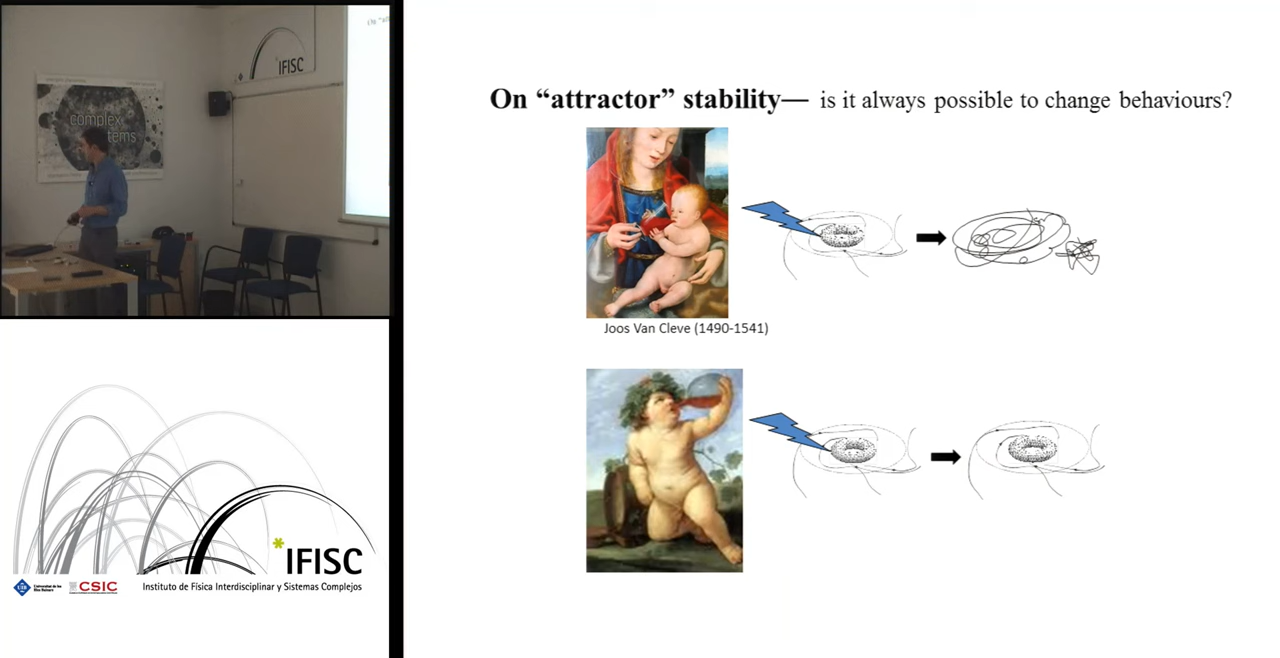 complex
tems
IFISC
On “attractor” stability— is it always possible to change behaviours?
Joos Van Cleve (1490-1541)
*IFISC
UIB
CSIC
Instituto de Física Interdisciplinar y Sistemas Complejos